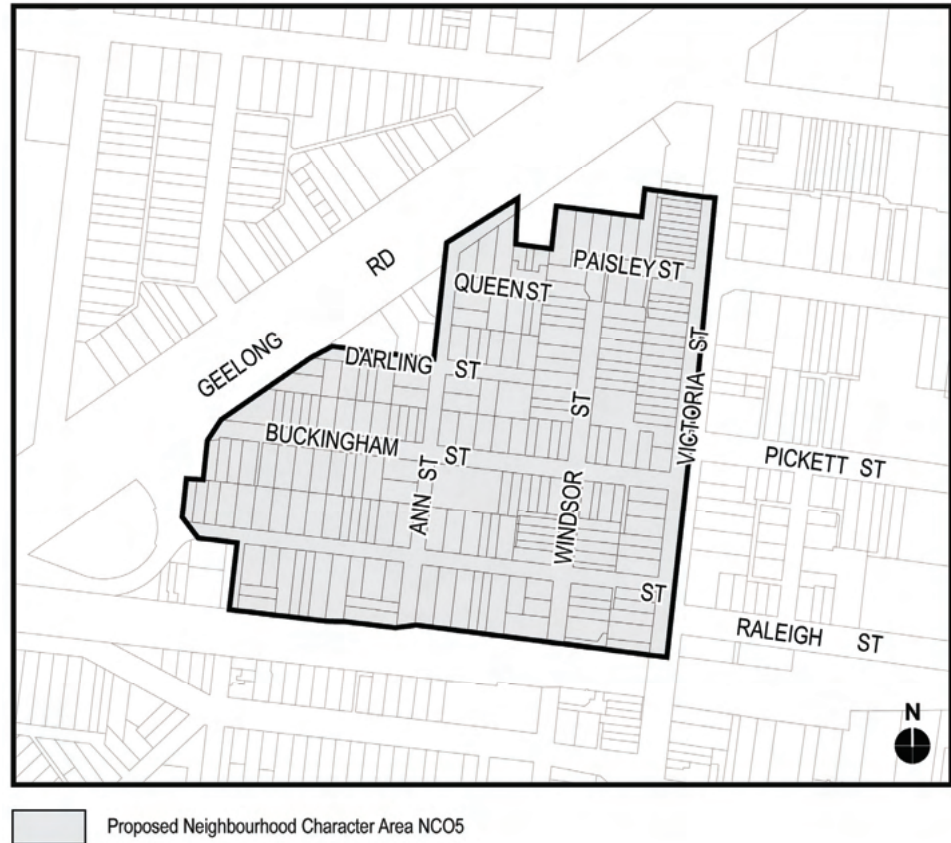 PAISLEY ST
QUEEN ST
GEELONG RD
DARLING ST
VICTORIA ST
BUCKINGHAM ST
PICKETT ST
ANN ST
WINDSOR ST
ST
RALEIGH ST
N
Proposed Neighbourhood Character Area NCO5